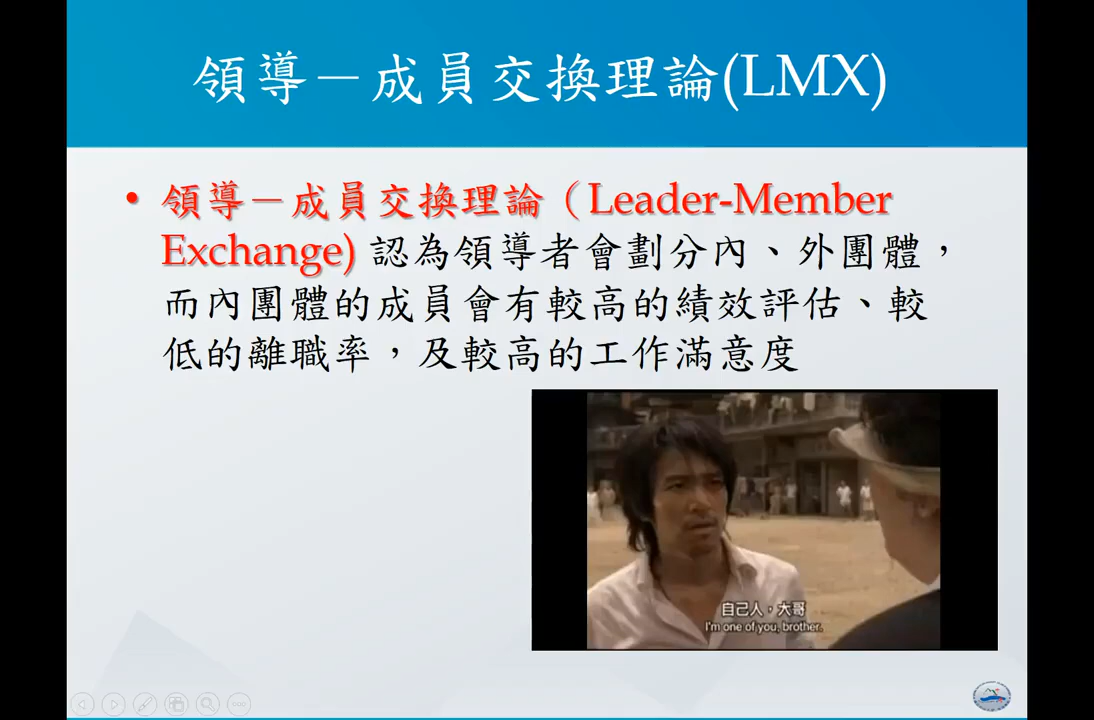 領導－成員交換理論(LMX)
• 領導－成員交換理論（Leader-Member
Exchange) 認為領導者會劃分內、外團體，
而內團體的成員會有較高的績效評估、較
低的離職率，及較高的工作滿意度
自己人，大哥
I'm one of you, brother.